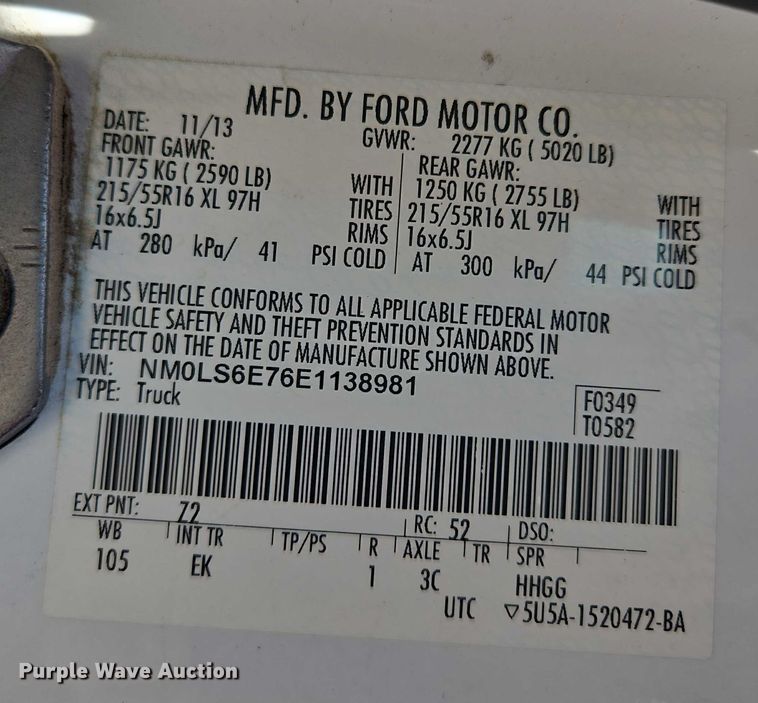 MFD. BY FORD MOTOR CO.
DATE: 11/13 GVWR: 2277 KG ( 5020 LB)
FRONT GAWR: REAR GAWR:
1175 KG ( 2590 LB) WITH 1250 KG ( 2755 LB) WITH
215/55R16 XL 97H TIRES 215/55R16 XL 97H TIRES
16x6.5J RIMS 16x6.5J RIMS
AT 280 kPa/ 41 PSI COLD AT 300 kPa/ 44 PSI COLD
THIS VEHICLE CONFORMS TO ALL APPLICABLE FEDERAL MOTOR
VEHICLE SAFETY AND THEFT PREVENTION STANDARDS IN
EFFECT ON THE DATE OF MANUFACTURE SHOWN ABOVE.
VIN: NM0LS6E76E1138981
TYPE: Truck F0349
T0582
EXT PNT: Z2 RC: 52 DSO:
WB INT TR TP/PS R AXLE TR SPR
105 EK 1 3C HHGG
UTC ▽5U5A-1520472-BA
Purple Wave Auction